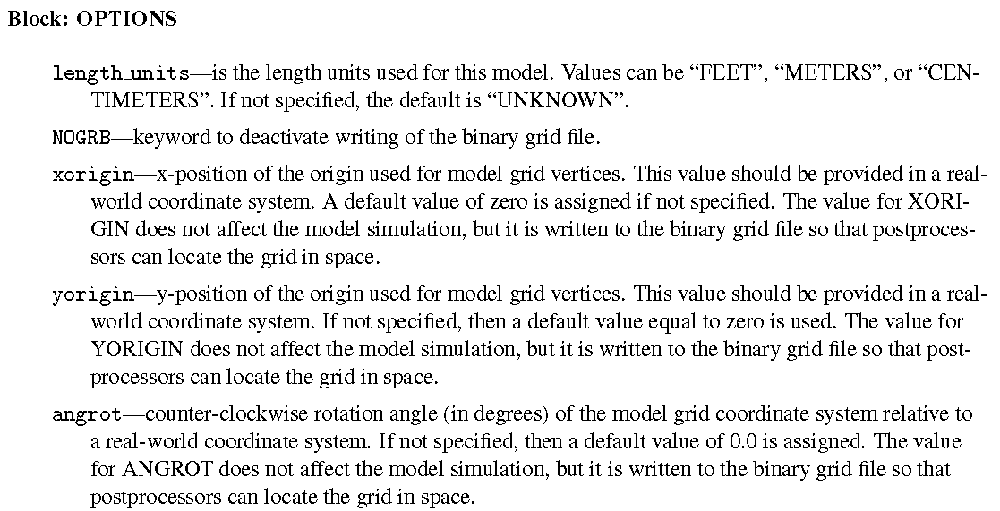 Block: OPTIONS
length_units—is the length units used for this model. Values can be “FEET”, “METERS”, or “CEN-
TIMETERS”. If not specified, the default is “UNKNOWN”.
NOGRB—keyword to deactivate writing of the binary grid file.
xorigin—x-position of the origin used for model grid vertices. This value should be provided in a real-
world coordinate system. A default value of zero is assigned if not specified. The value for XORI-
GIN does not affect the model simulation, but it is written to the binary grid file so that postproces-
sors can locate the grid in space.
yorigin—y-position of the origin used for model grid vertices. This value should be provided in a real-
world coordinate system. If not specified, then a default value equal to zero is used. The value for
YORIGIN does not affect the model simulation, but it is written to the binary grid file so that post-
processors can locate the grid in space.
angrot—counter-clockwise rotation angle (in degrees) of the model grid coordinate system relative to
a real-world coordinate system. If not specified, then a default value of 0.0 is assigned. The value
for ANGROT does not affect the model simulation, but it is written to the binary grid file so that
postprocessors can locate the grid in space.